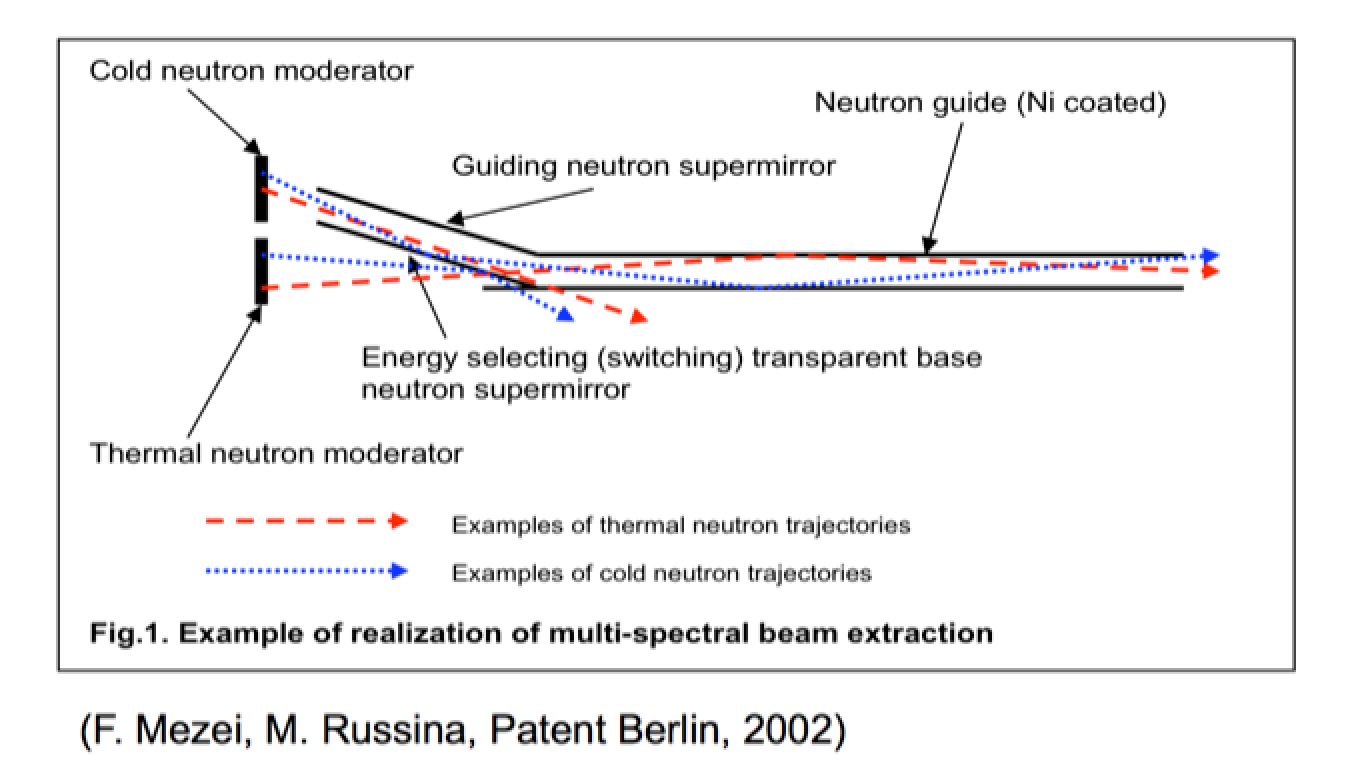 Cold neutron moderator
Neutron guide (Ni coated)
Guiding neutron supermirror
Energy selecting (switching) transparent base
neutron supermirror
Thermal neutron moderator
Examples of thermal neutron trajectories
Examples of cold neutron trajectories
Fig.1. Example of realization of multi-spectral beam extraction
(F. Mezei, M. Russina, Patent Berlin, 2002)